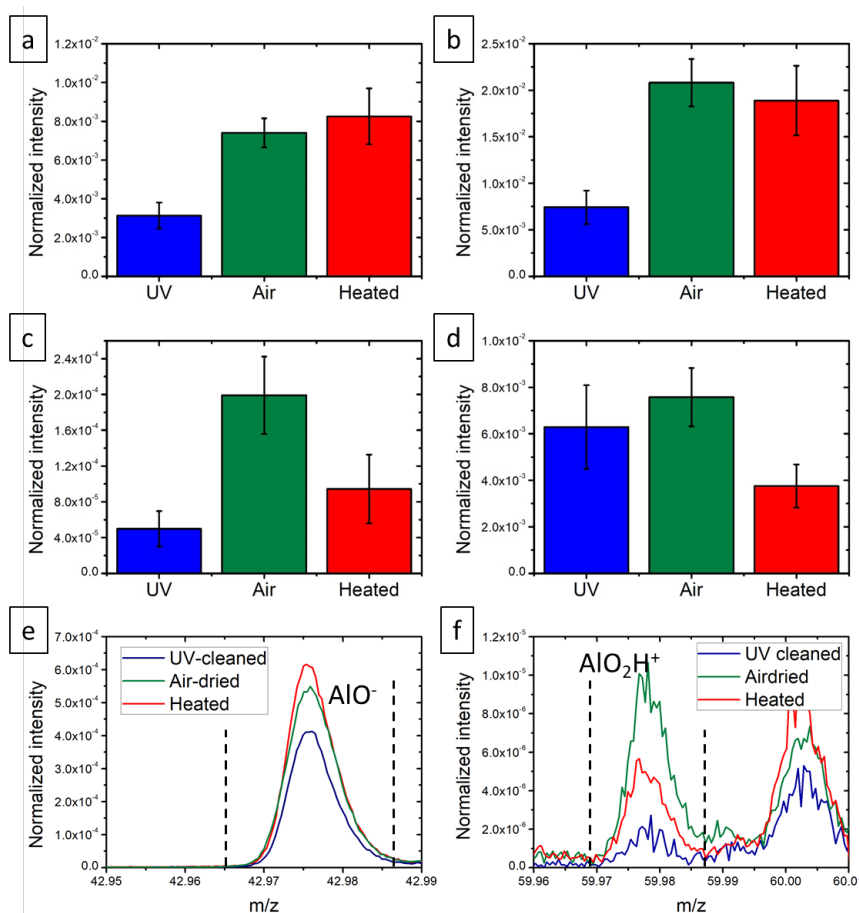 a
1.2x10⁻²
1.0x10⁻²
8.0x10⁻³
6.0x10⁻³
4.0x10⁻³
2.0x10⁻³
0.0
Normalized intensity
UV Air Heated
b
2.5x10⁻²
2.0x10⁻²
1.5x10⁻²
1.0x10⁻²
5.0x10⁻³
0.0
Normalized intensity
UV Air Heated
c
2.4x10⁻⁴
2.0x10⁻⁴
1.6x10⁻⁴
1.2x10⁻⁴
8.0x10⁻⁵
4.0x10⁻⁵
0.0
Normalized intensity
UV Air Heated
d
1.0x10⁻²
8.0x10⁻³
6.0x10⁻³
4.0x10⁻³
2.0x10⁻³
0.0
Normalized intensity
UV Air Heated
e
7.0x10⁻⁴
6.0x10⁻⁴
5.0x10⁻⁴
4.0x10⁻⁴
3.0x10⁻⁴
2.0x10⁻⁴
1.0x10⁻⁴
0.0
Normalized intensity
UV-cleaned
Air-dried
Heated
AlO⁻
42.95 42.96 42.97 42.98 42.99
m/z
f
1.2x10⁻⁵
1.0x10⁻⁵
8.0x10⁻⁶
6.0x10⁻⁶
4.0x10⁻⁶
2.0x10⁻⁶
0.0
Normalized intensity
AlO₂H⁺
UV cleaned
Airdried
Heated
59.96 59.97 59.98 59.99 60.00 60.0
m/z